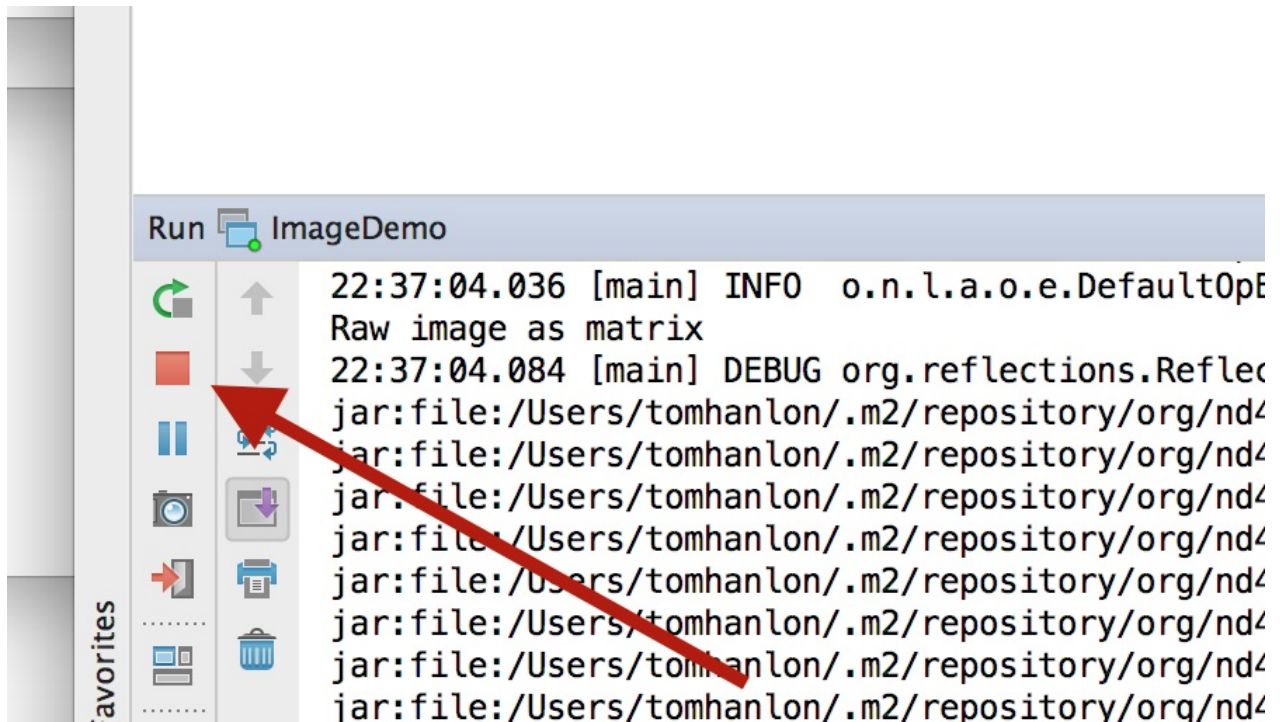 Run ImageDemo
22:37:04.036 [main] INFO  o.n.l.a.o.e.DefaultOpE
Raw image as matrix
22:37:04.084 [main] DEBUG org.reflections.Reflec
jar:file:/Users/tomhanlon/.m2/repository/org/nd4
jar:file:/Users/tomhanlon/.m2/repository/org/nd4
jar:file:/Users/tomhanlon/.m2/repository/org/nd4
jar:file:/Users/tomhanlon/.m2/repository/org/nd4
jar:file:/Users/tomhanlon/.m2/repository/org/nd4
jar:file:/Users/tomhanlon/.m2/repository/org/nd4
jar:file:/Users/tomhanlon/.m2/repository/org/nd4
jar:file:/Users/tomhanlon/.m2/repository/org/nd4
Favorites